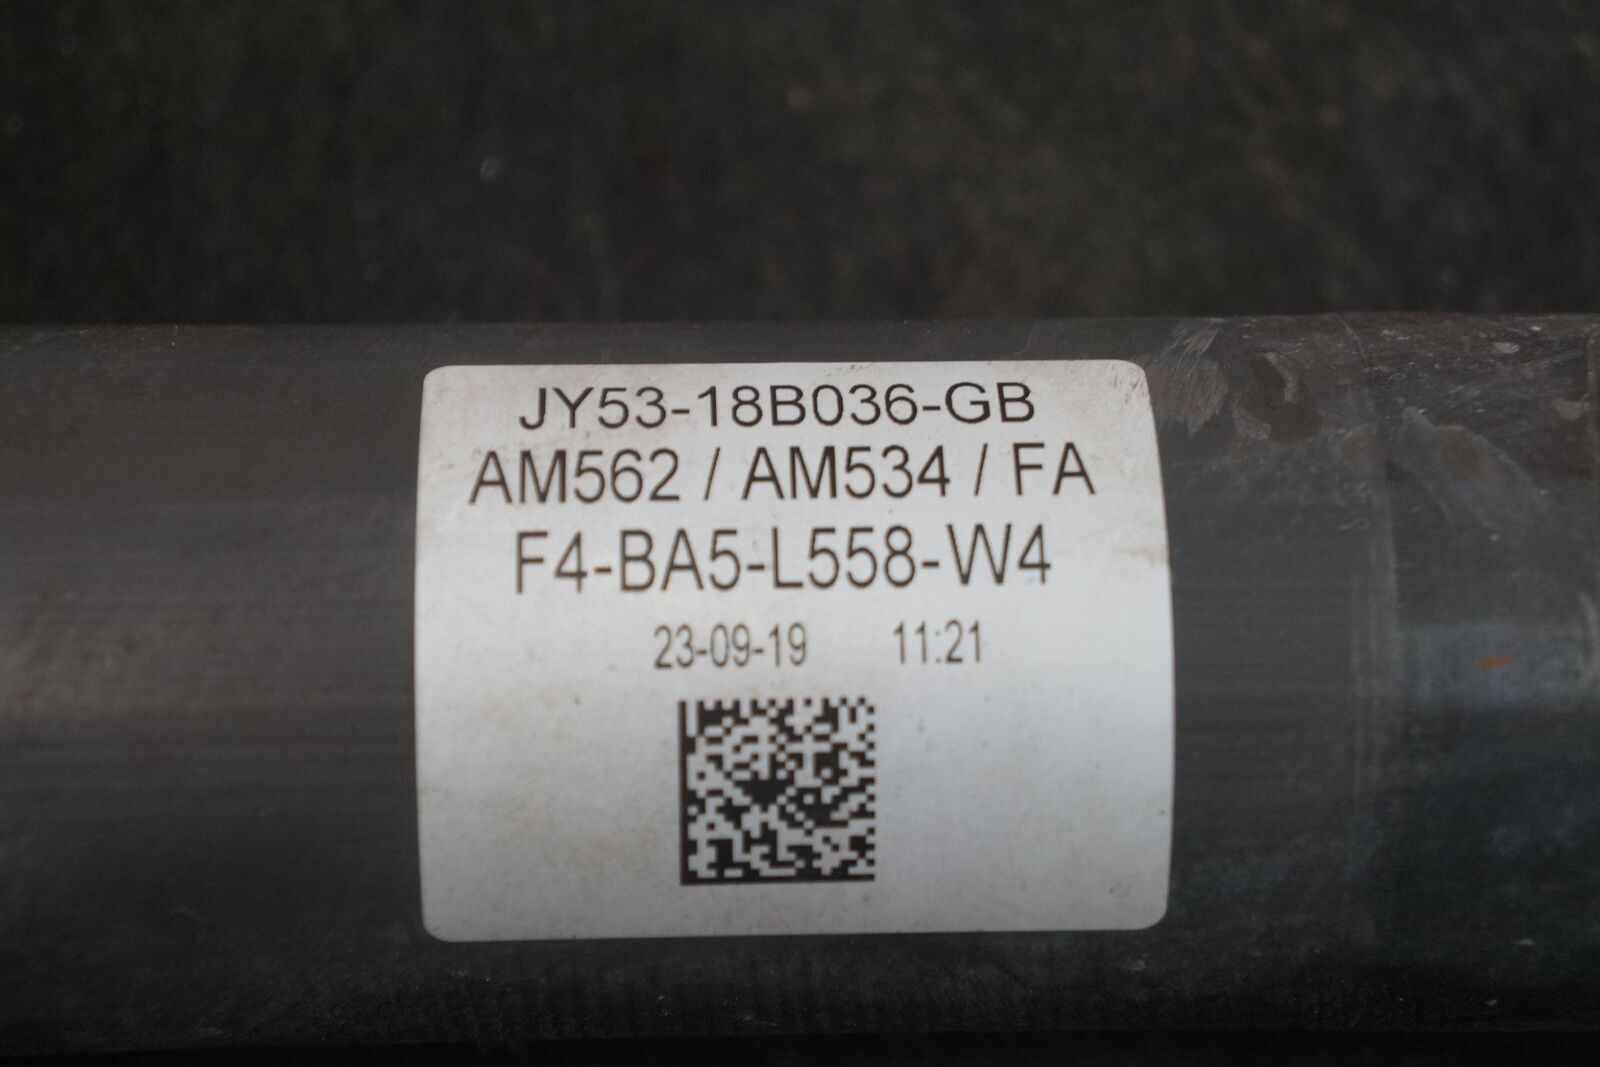 JY53-18B036-GB
AM562 / AM534 / FA
F4-BA5-L558-W4
23-09-19 11:21